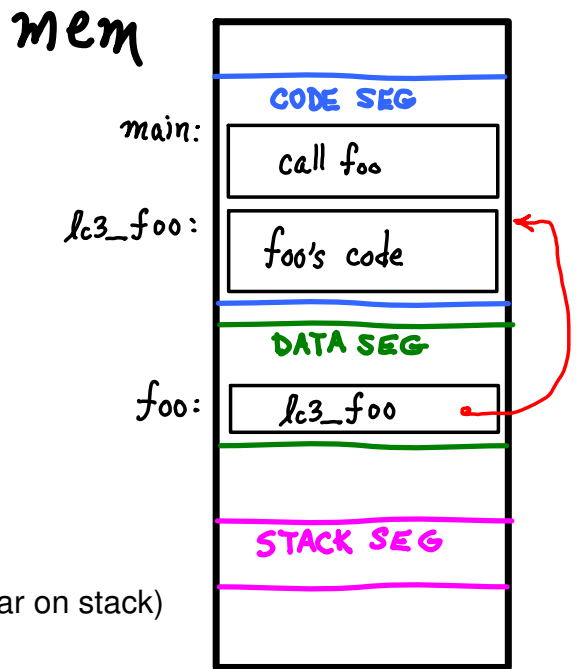 mem
CODE SEG
main:
call foo
lc3_foo:
foo's code
DATA SEG
foo:
lc3_foo
STACK SEG
ar on stack)